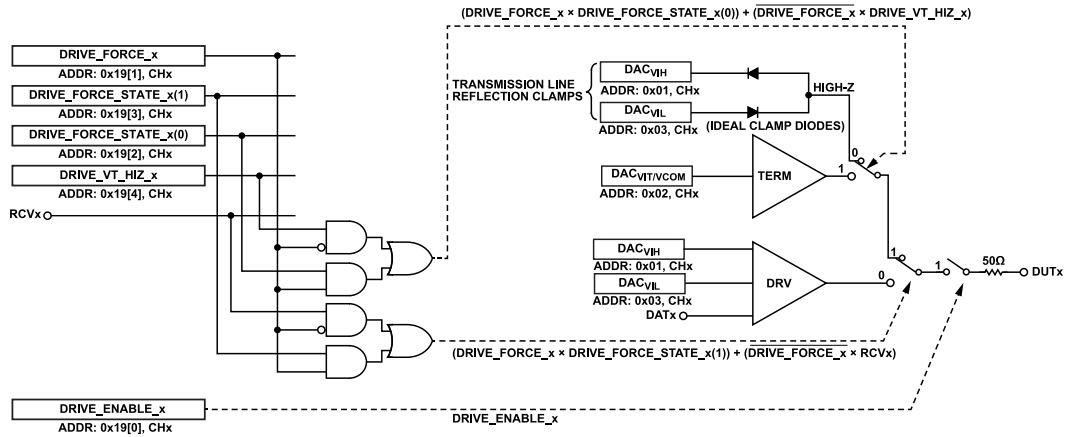 (DRIVE_FORCE_x × DRIVE_FORCE_STATE_x(0)) + (DRIVE_FORCE_x × DRIVE_VT_HIZ_x)
DRIVE_FORCE_x
ADDR: 0x19[1], CHx
DRIVE_FORCE_STATE_x(1)
ADDR: 0x19[3], CHx
DRIVE_FORCE_STATE_x(0)
ADDR: 0x19[2], CHx
DRIVE_VT_HIZ_x
ADDR: 0x19[4], CHx
RCVx
TRANSMISSION LINE
REFLECTION CLAMPS
DACVIH
ADDR: 0x01, CHx
DACVIL
ADDR: 0x03, CHx
HIGH-Z
(IDEAL CLAMP DIODES)
0
1
DACVIT/VCOM
ADDR: 0x02, CHx
TERM
DACVIH
ADDR: 0x01, CHx
DACVIL
ADDR: 0x03, CHx
DATx
DRV
1
0
1
50Ω
DUTx
(DRIVE_FORCE_x × DRIVE_FORCE_STATE_x(1)) + (DRIVE_FORCE_x × RCVx)
DRIVE_ENABLE_x
ADDR: 0x19[0], CHx
DRIVE_ENABLE_x